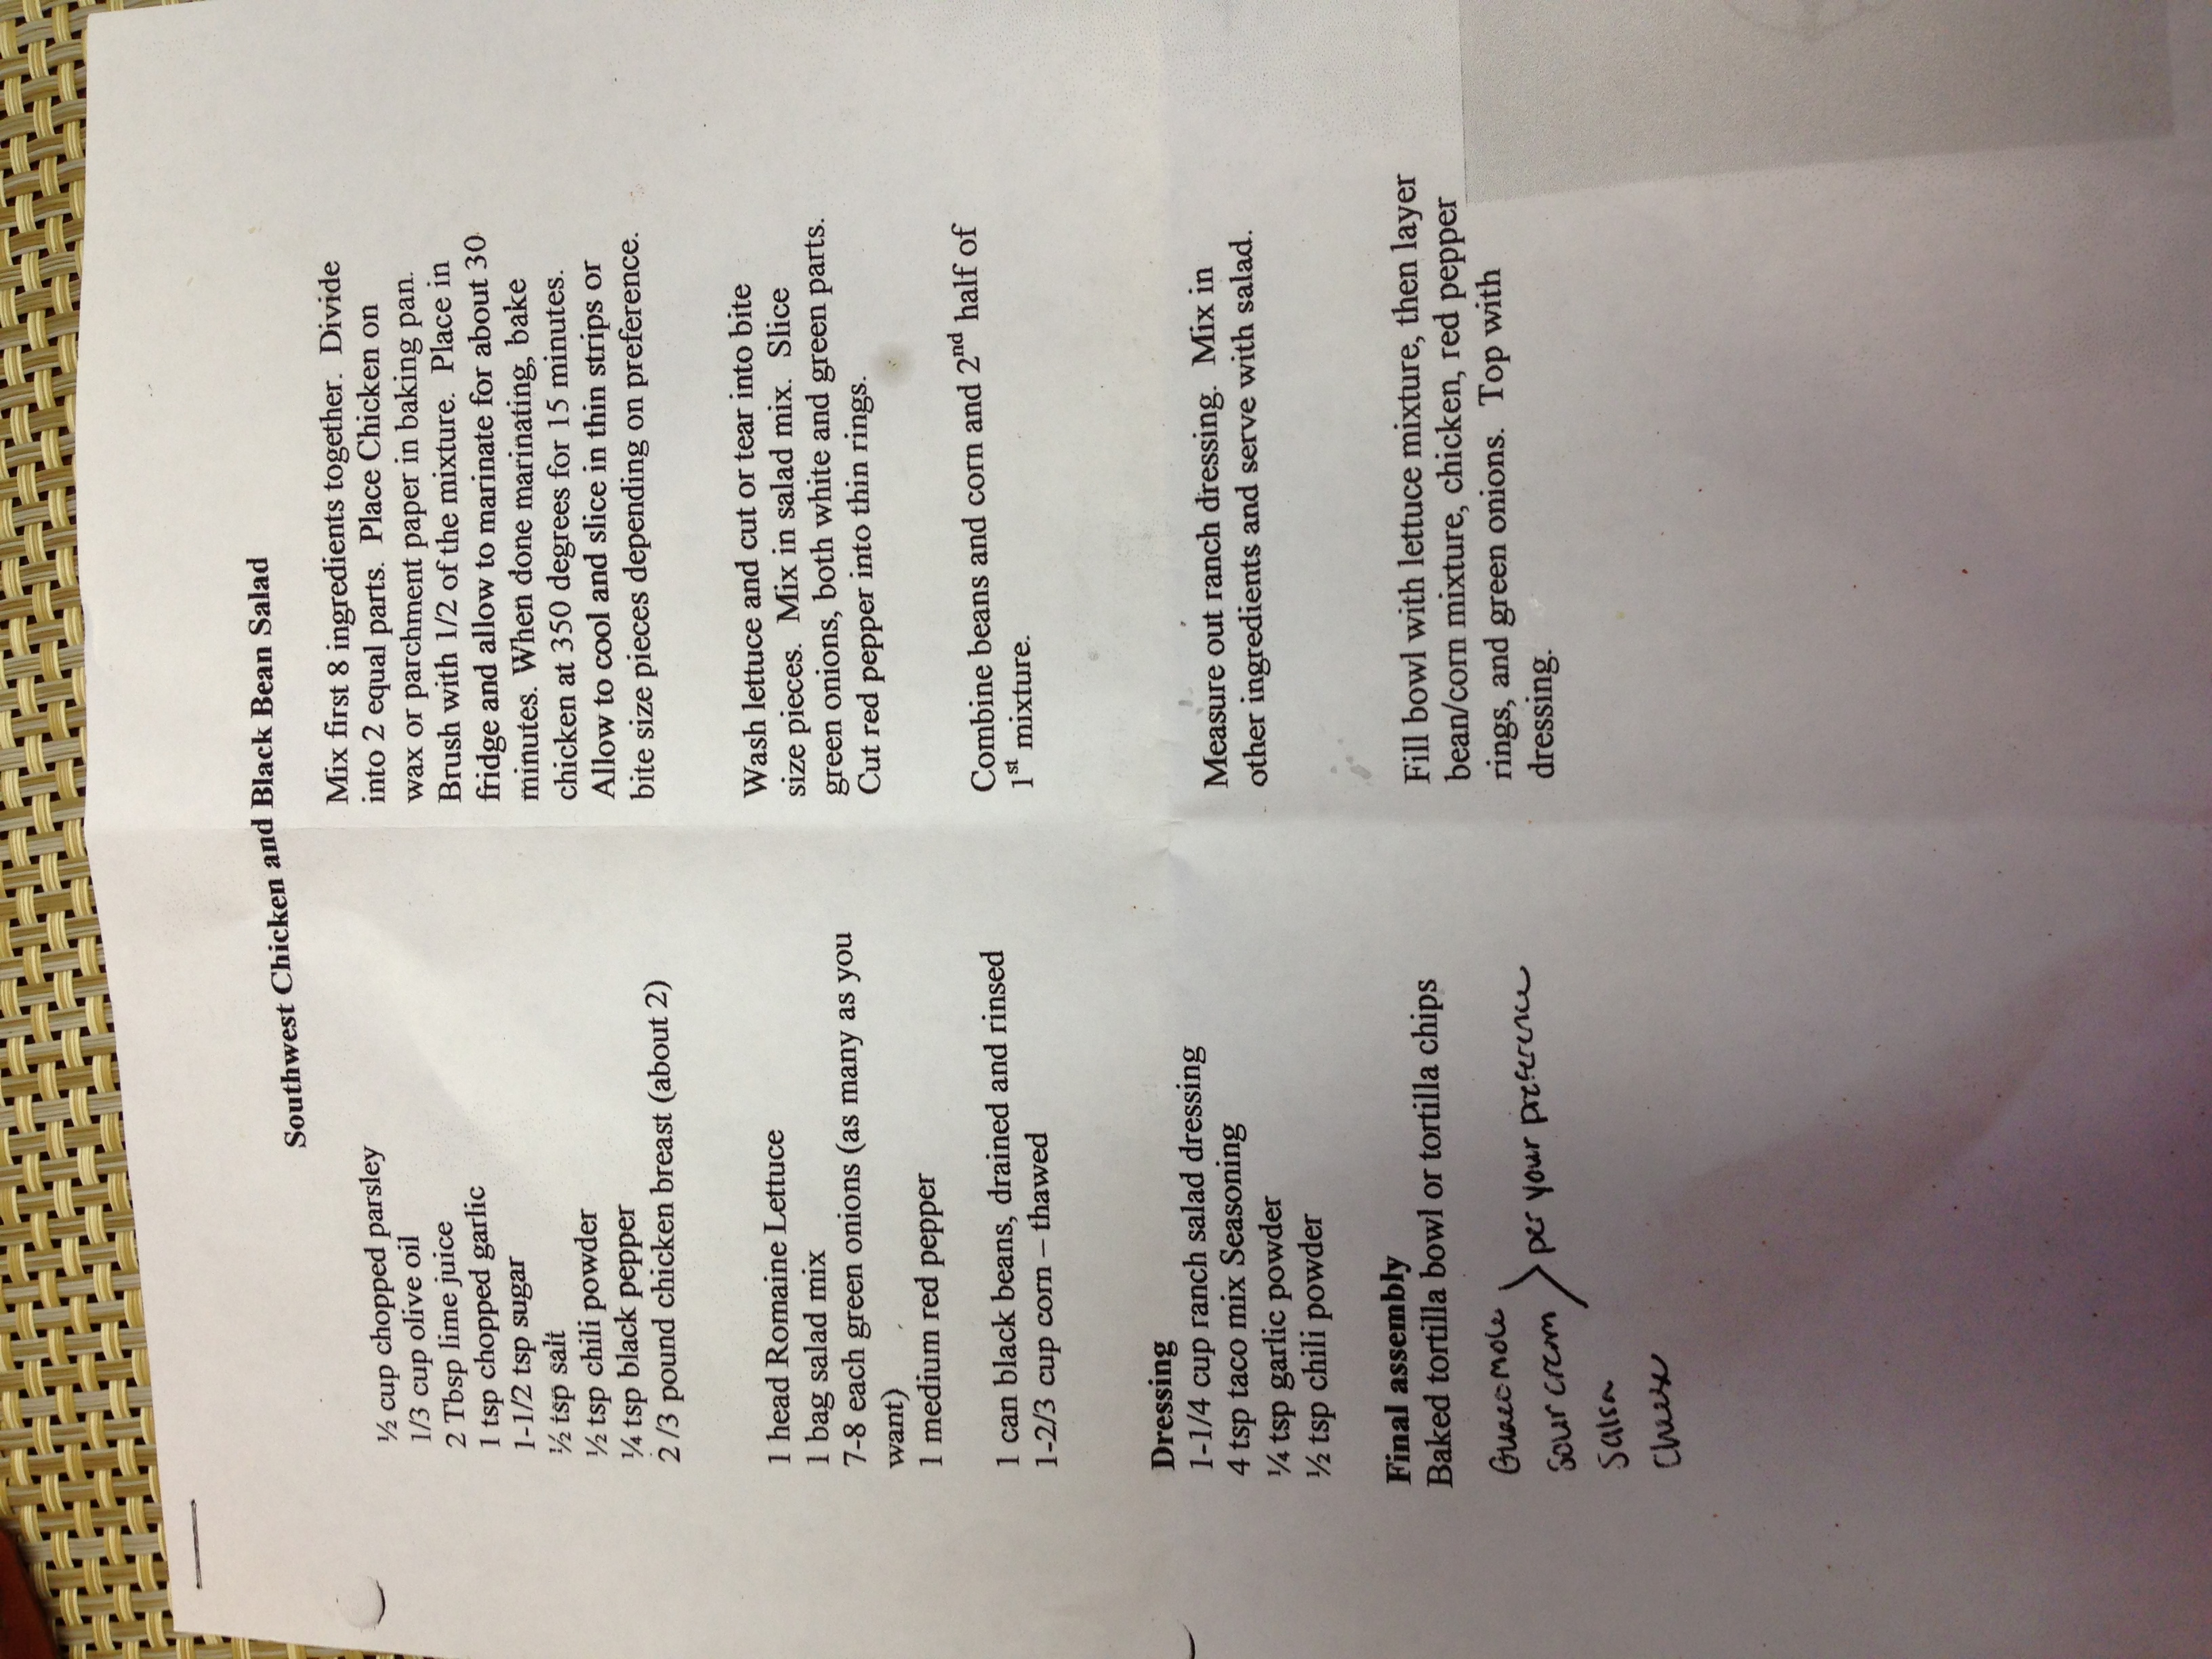 Southwest Chicken and Black Bean Salad
½ cup chopped parsley
1/3 cup olive oil
2 Tbsp lime juice
1 tsp chopped garlic
1-1/2 tsp sugar
½ tsp salt
½ tsp chili powder
¼ tsp black pepper
2 /3 pound chicken breast (about 2)
Mix first 8 ingredients together. Divide
into 2 equal parts. Place Chicken on
wax or parchment paper in baking pan.
Brush with 1/2 of the mixture. Place in
fridge and allow to marinate for about 30
minutes. When done marinating, bake
chicken at 350 degrees for 15 minutes.
Allow to cool and slice in thin strips or
bite size pieces depending on preference.
1 head Romaine Lettuce
1 bag salad mix
7-8 each green onions (as many as you
want)
1 medium red pepper
Wash lettuce and cut or tear into bite
size pieces. Mix in salad mix. Slice
green onions, both white and green parts.
Cut red pepper into thin rings.
1 can black beans, drained and rinsed
1-2/3 cup corn – thawed
Combine beans and corn and 2nd half of
1st mixture.
Dressing
1-1/4 cup ranch salad dressing
4 tsp taco mix Seasoning
¼ tsp garlic powder
½ tsp chili powder
Measure out ranch dressing. Mix in
other ingredients and serve with salad.
Final assembly
Baked tortilla bowl or tortilla chips
Guacomole
Sour cream > per your preference
Salsa
Cheese
Fill bowl with lettuce mixture, then layer
bean/corn mixture, chicken, red pepper
rings, and green onions. Top with
dressing.